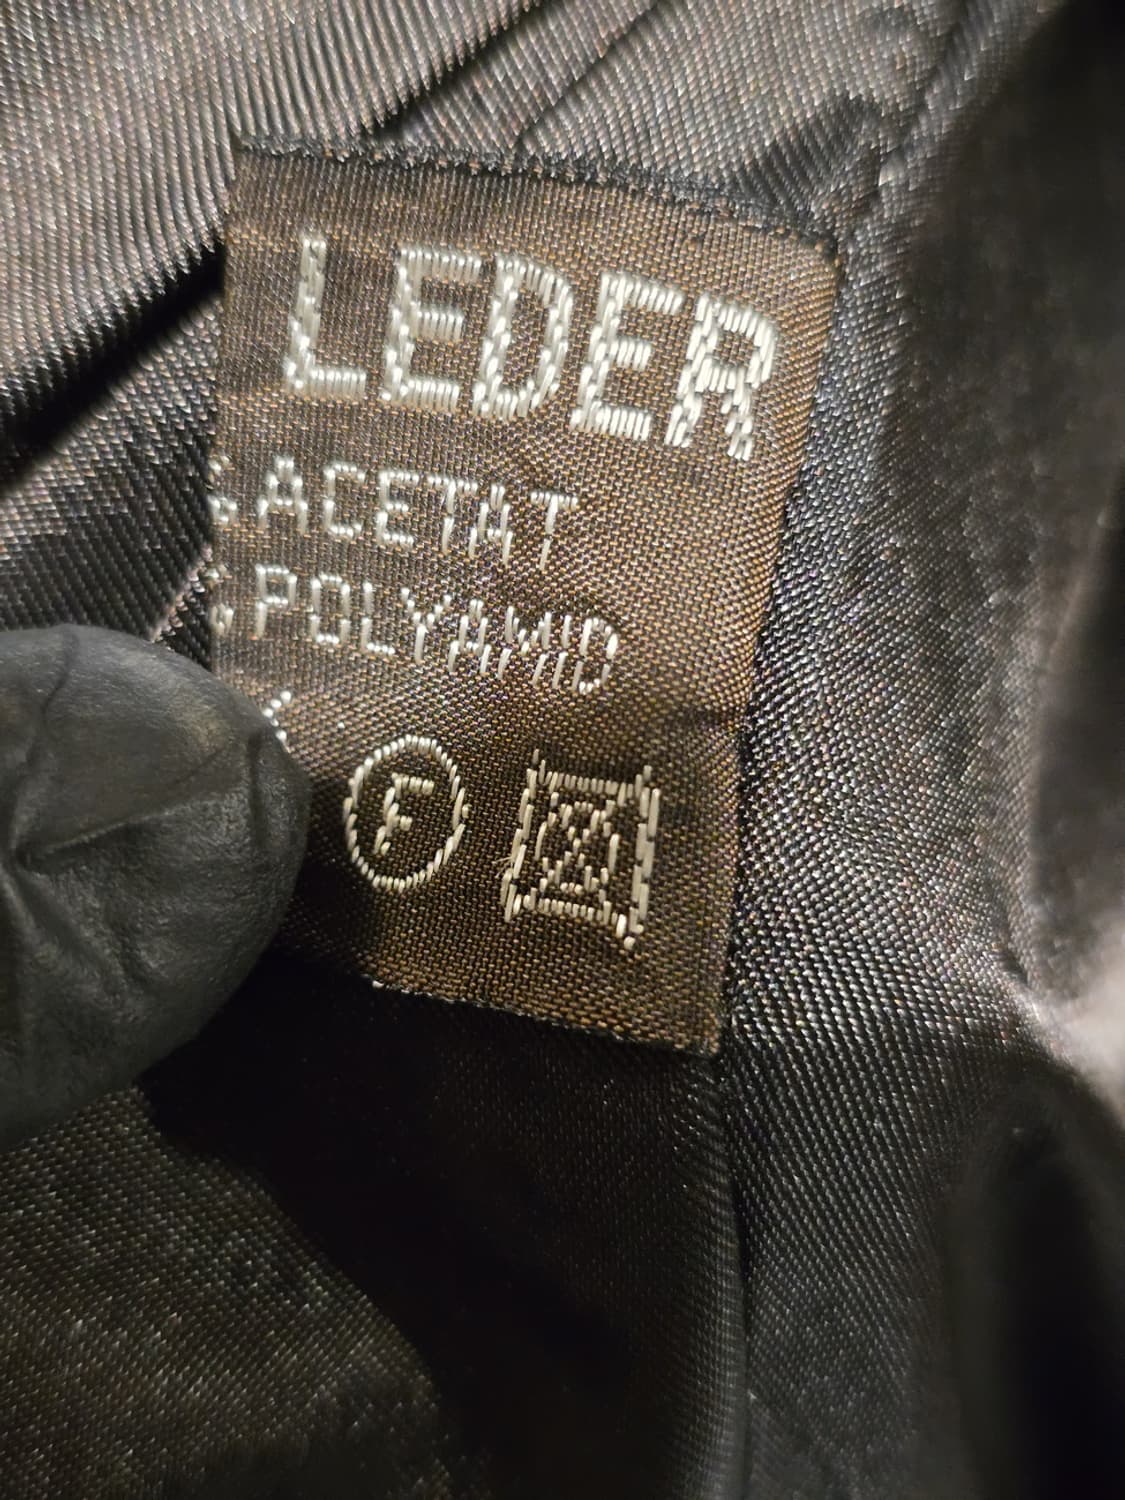 LEDER
% ACETAT
% POLYAMID
F